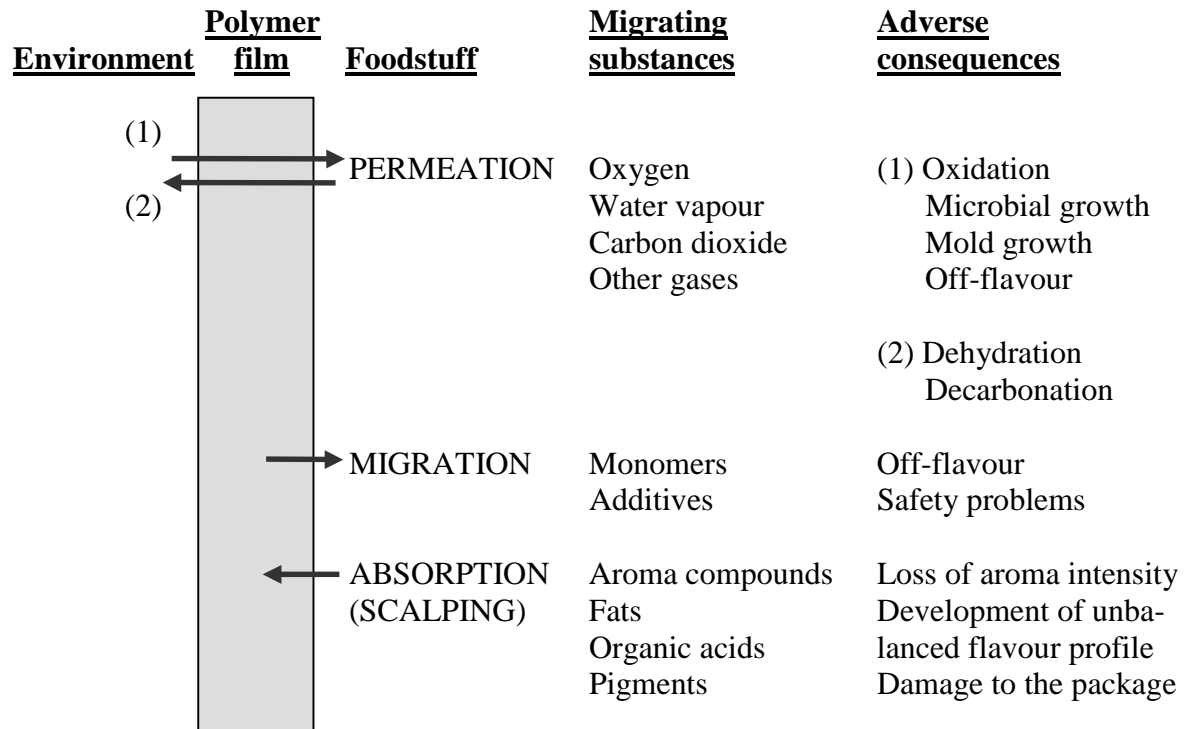 Environment Polymer film Foodstuff Migrating substances Adverse consequences
(1)
PERMEATION Oxygen (1) Oxidation
(2) Water vapour Microbial growth
Carbon dioxide Mold growth
Other gases Off-flavour
(2) Dehydration
Decarbonation
MIGRATION Monomers Off-flavour
Additives Safety problems
ABSORPTION Aroma compounds Loss of aroma intensity
(SCALPING) Fats Development of unba-
Organic acids lanced flavour profile
Pigments Damage to the package